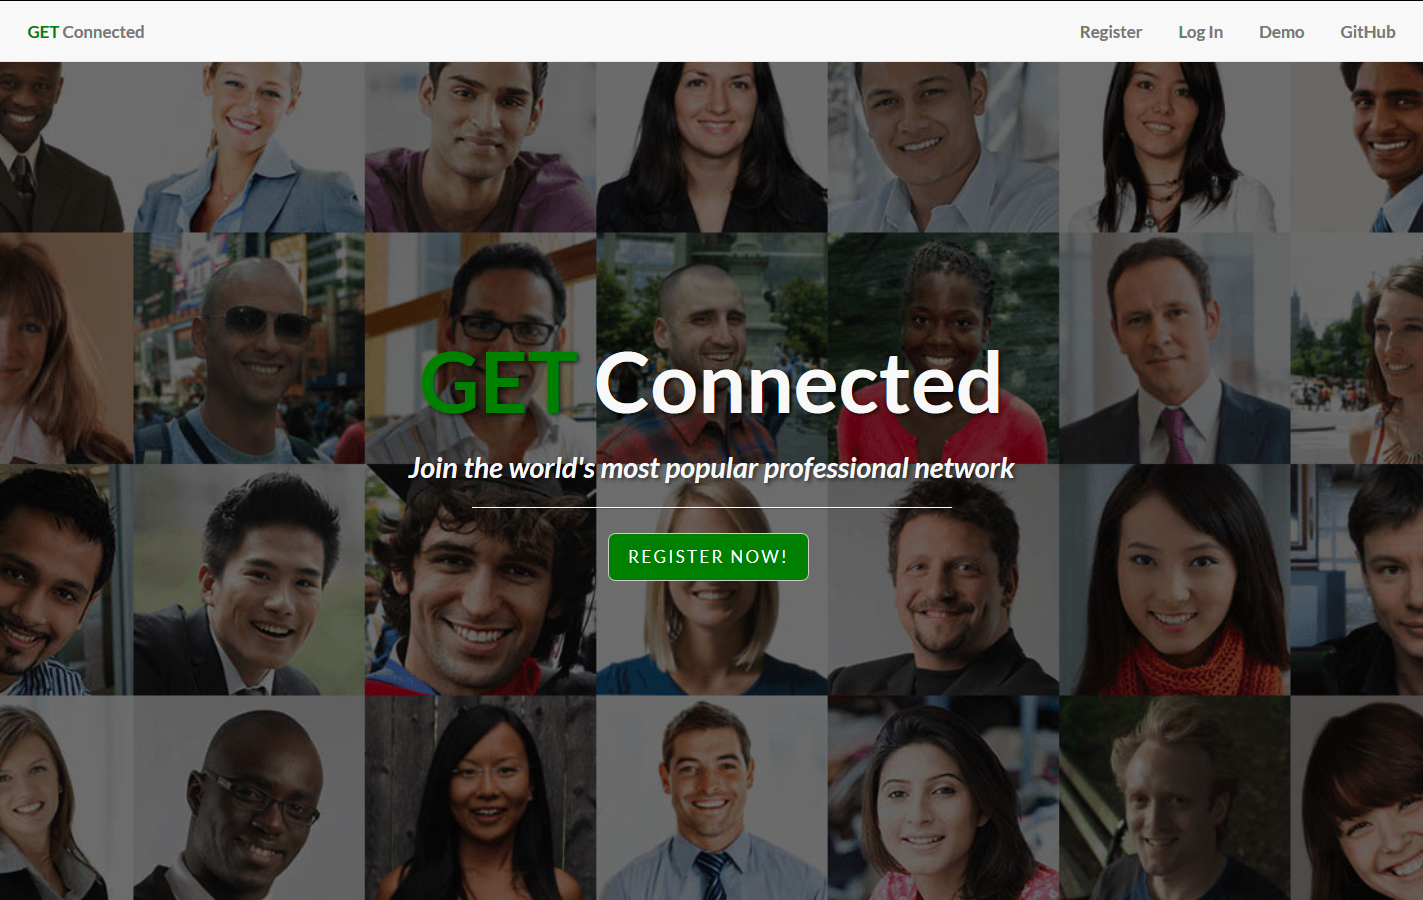 GET Connected
Register Log In Demo GitHub
GET Connected
Join the world's most popular professional network
REGISTER NOW!